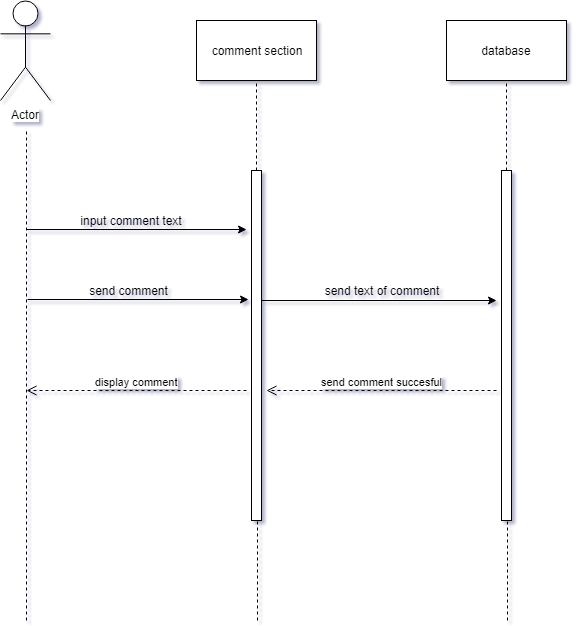 comment section
database
Actor
input comment text
send comment
send text of comment
display comment
send comment succesful